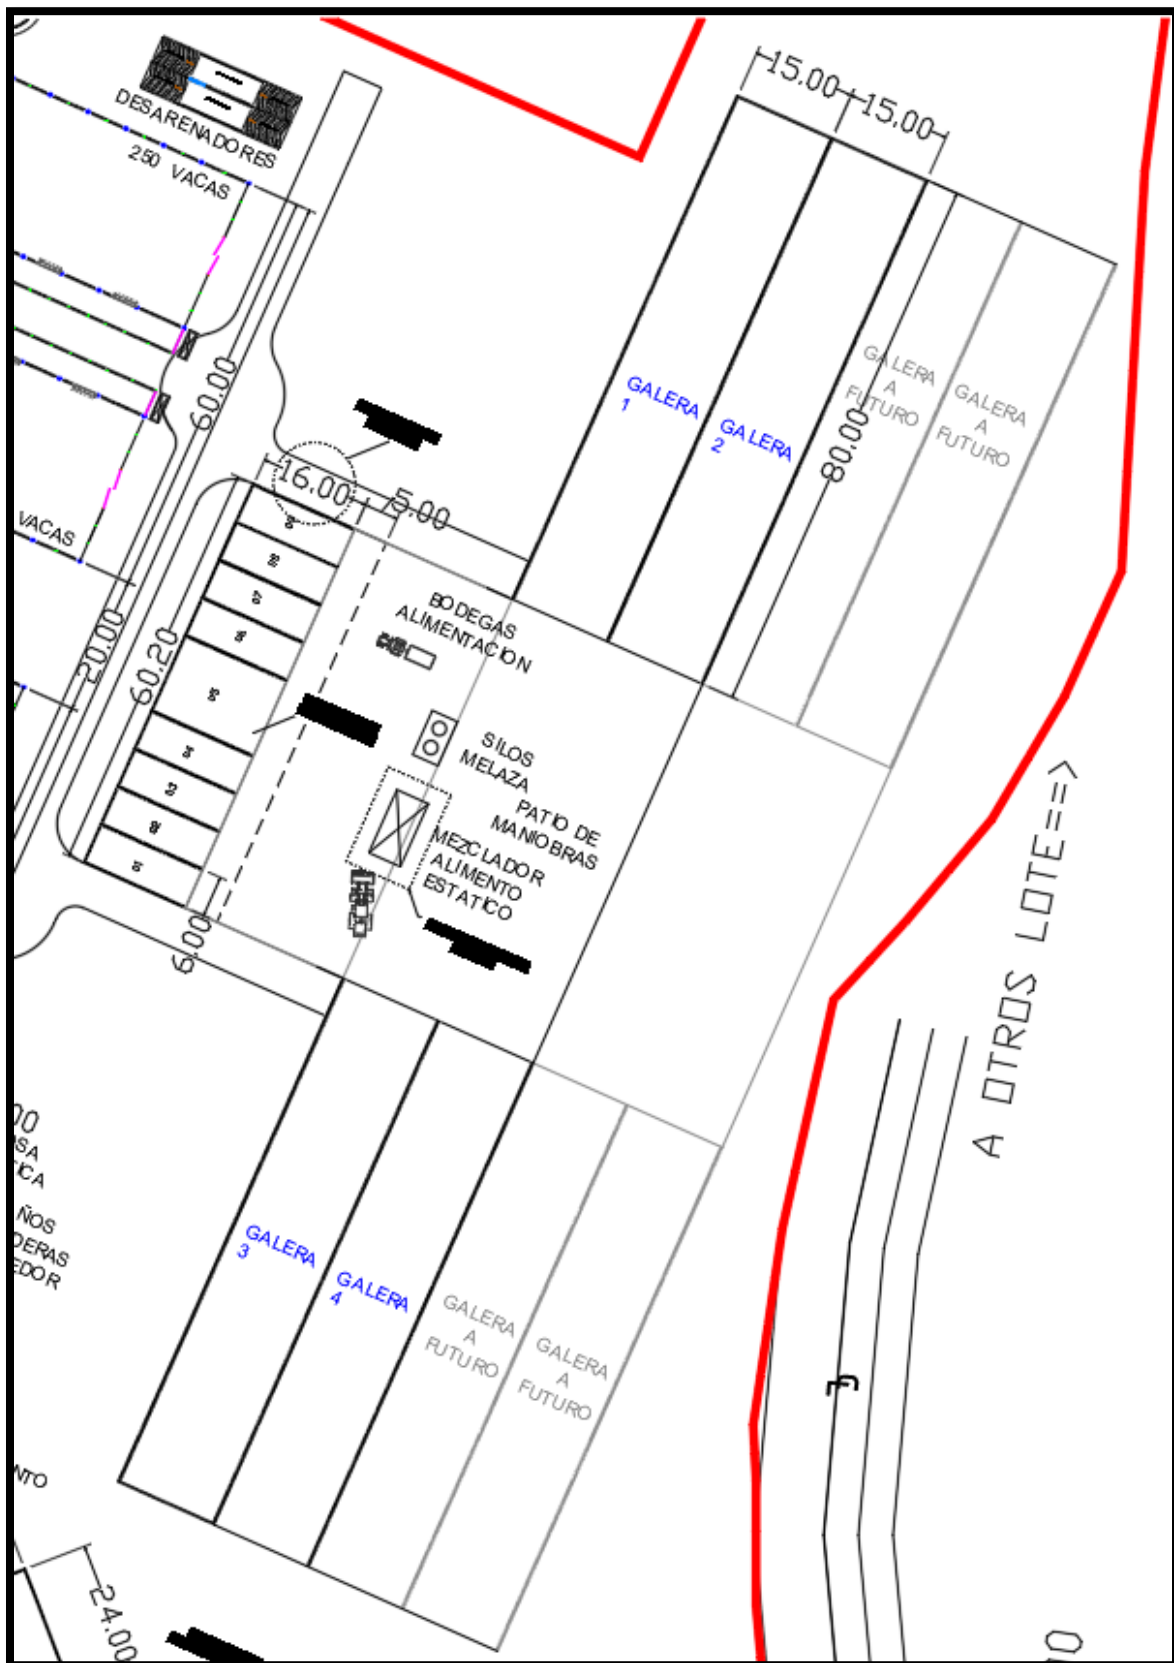 DESARENADORES
250 VACAS
15.00
15.00
60.00
GALERA
1
GALERA
2
GALERA
A
FUTURO
GALERA
A
FUTURO
80.00
16.00
5.00
VACAS
20.00
60.20
BODEGAS
ALIMENTACION
SILOS
MELAZA
PATIO DE
MANIOBRAS
MEZCLADOR
ALIMENTO
ESTATICO
6.00
A OTROS LOTE==>
GALERA
3
GALERA
4
GALERA
A
FUTURO
GALERA
A
FUTURO
24.00